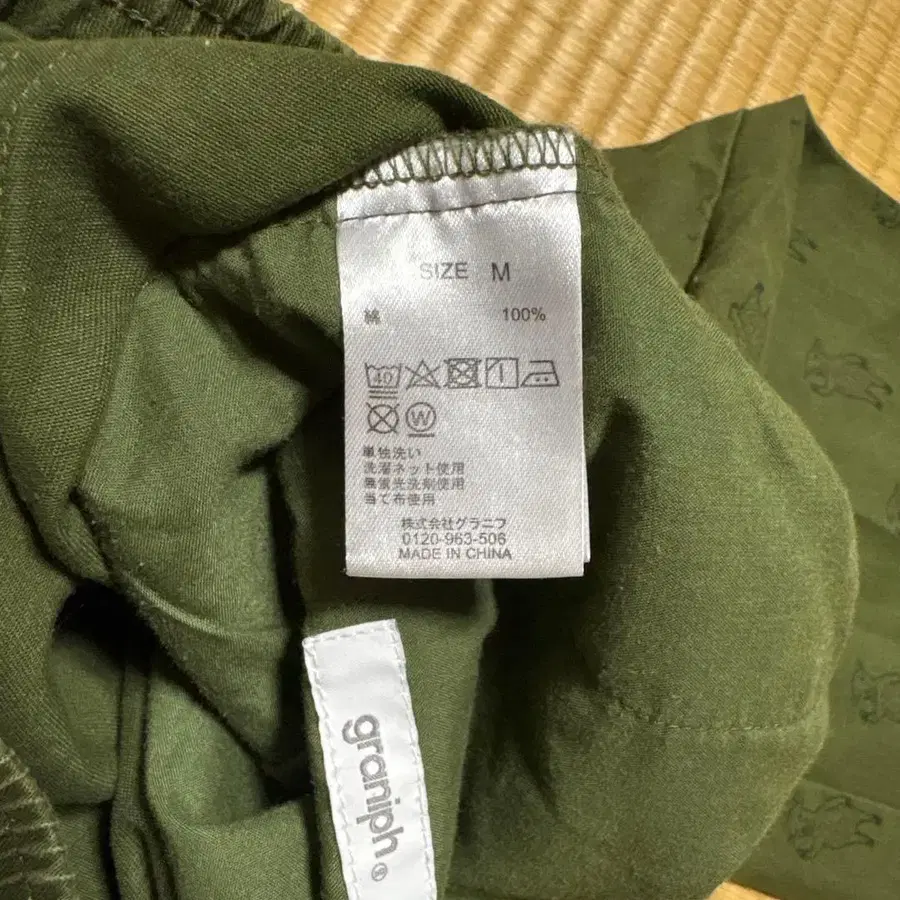 SIZE M
綿 100%
40
W
単独洗い
洗濯ネット使用
無蛍光洗剤使用
当て布使用
株式会社グラニフ
0120-963-506
MADE IN CHINA
graniph®